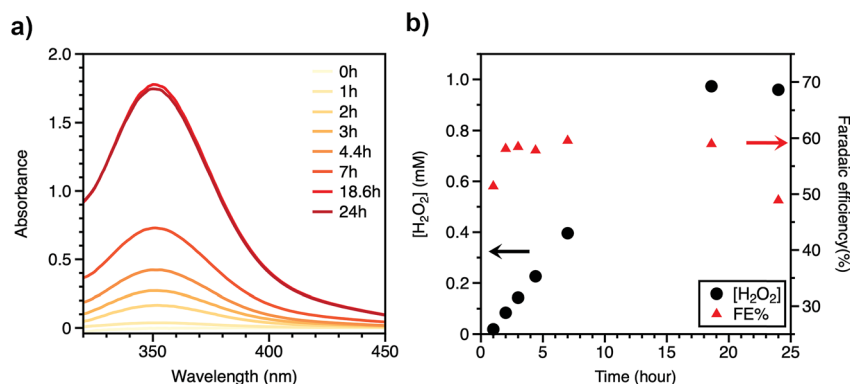 a)
2.0
1.5
1.0
0.5
0
Absorbance
350
400
450
Wavelength (nm)
0h
1h
2h
3h
4.4h
7h
18.6h
24h
b)
1.0
0.8
0.6
0.4
0.2
0
[H₂O₂] (mM)
0
5
10
15
20
25
Time (hour)
70
60
50
40
30
Faradaic efficiency(%)
[H₂O₂]
FE%